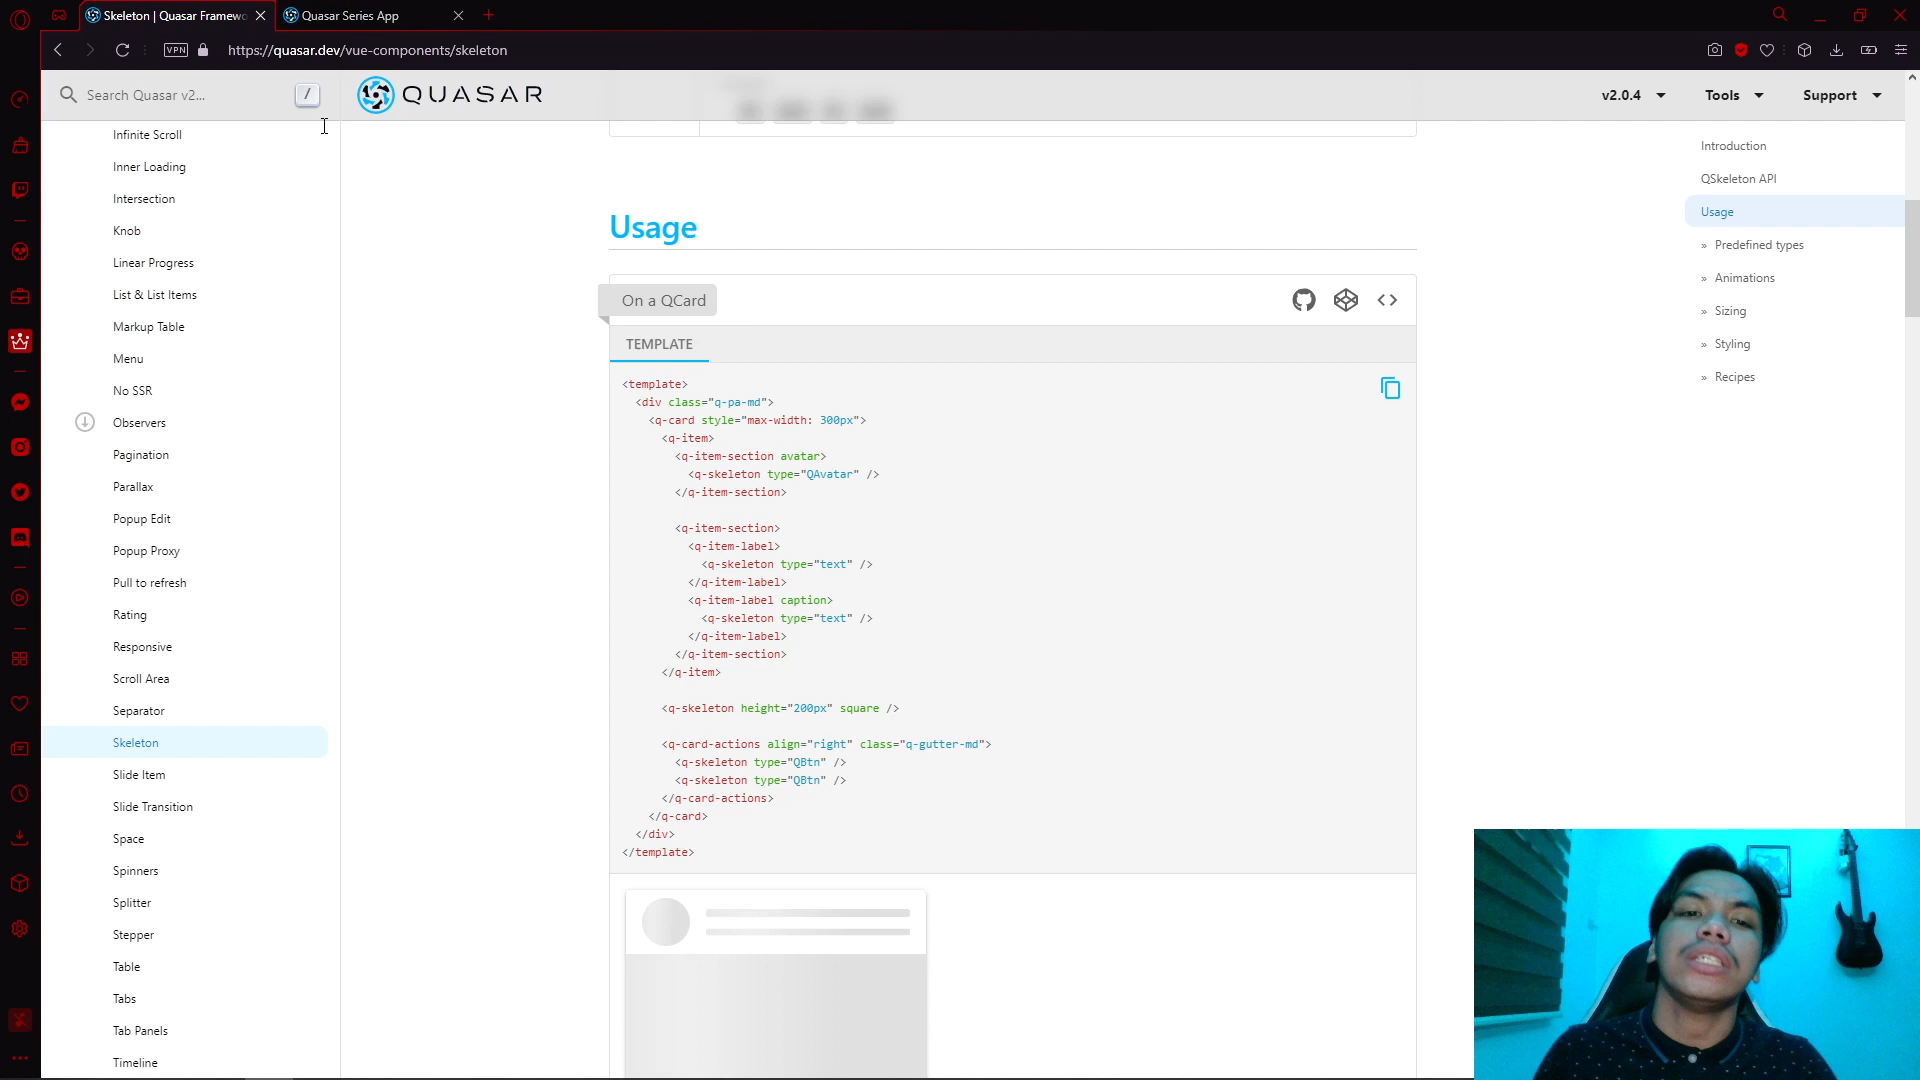 Skeleton | Quasar Framewo
Quasar Series App
VPN
https://quasar.dev/vue-components/skeleton
Search Quasar v2...
/
QUASAR
v2.0.4
Tools
Support
Infinite Scroll
Inner Loading
Intersection
Knob
Linear Progress
List & List Items
Markup Table
Menu
No SSR
Observers
Pagination
Parallax
Popup Edit
Popup Proxy
Pull to refresh
Rating
Responsive
Scroll Area
Separator
Skeleton
Slide Item
Slide Transition
Space
Spinners
Splitter
Stepper
Table
Tabs
Tab Panels
Timeline
Usage
On a QCard
TEMPLATE
<template>
<div class="q-pa-md">
<q-card style="max-width: 300px">
<q-item>
<q-item-section avatar>
<q-skeleton type="QAvatar" />
</q-item-section>
<q-item-section>
<q-item-label>
<q-skeleton type="text" />
</q-item-label>
<q-item-label caption>
<q-skeleton type="text" />
</q-item-label>
</q-item-section>
</q-item>
<q-skeleton height="200px" square />
<q-card-actions align="right" class="q-gutter-md">
<q-skeleton type="QBtn" />
<q-skeleton type="QBtn" />
</q-card-actions>
</q-card>
</div>
</template>
Introduction
QSkeleton API
Usage
» Predefined types
» Animations
» Sizing
» Styling
» Recipes